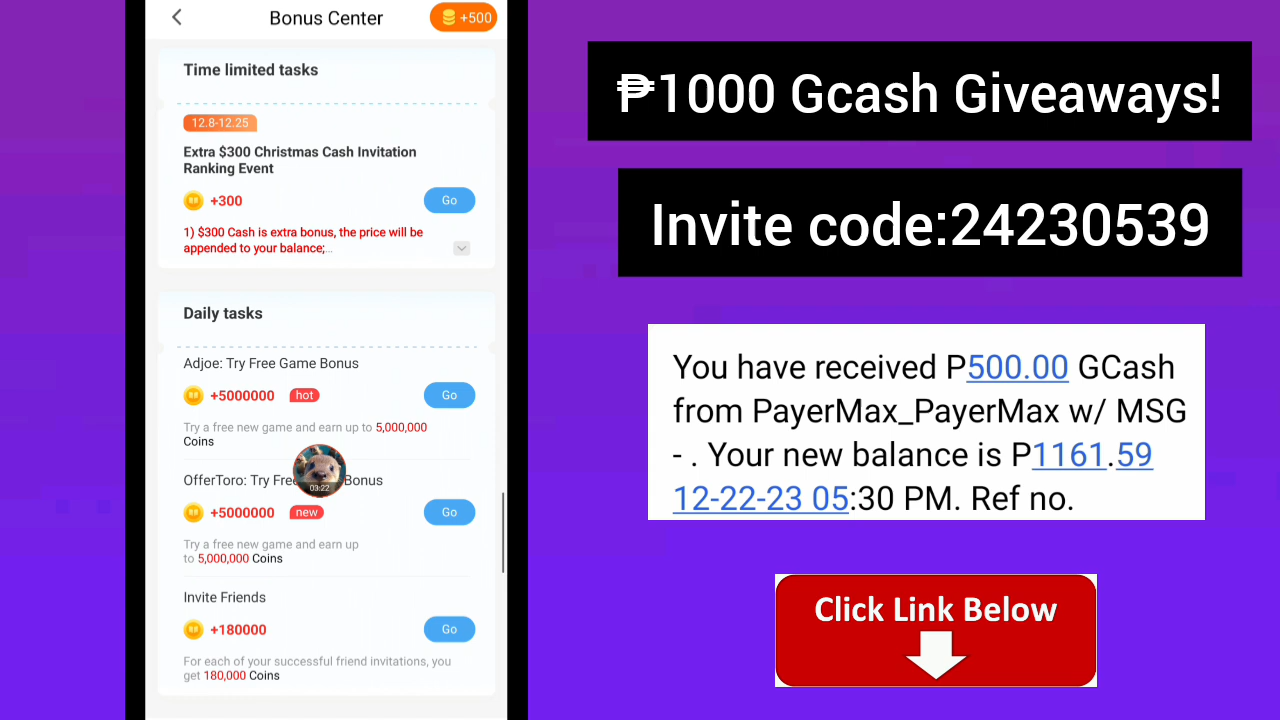 Bonus Center
+500
Time limited tasks
12.8-12.25
Extra $300 Christmas Cash Invitation
Ranking Event
+300
Go
1) $300 Cash is extra bonus, the price will be
appended to your balance;...
Daily tasks
Adjoe: Try Free Game Bonus
+5000000
hot
Go
Try a free new game and earn up to 5,000,000
Coins
OfferToro: Try Fre
Bonus
03:22
+5000000
new
Go
Try a free new game and earn up
to 5,000,000 Coins
Invite Friends
+180000
Go
For each of your successful friend invitations, you
get 180,000 Coins
₱1000 Gcash Giveaways!
Invite code:24230539
You have received P500.00 GCash
from PayerMax_PayerMax w/ MSG
- . Your new balance is P1161.59
12-22-23 05:30 PM. Ref no.
Click Link Below